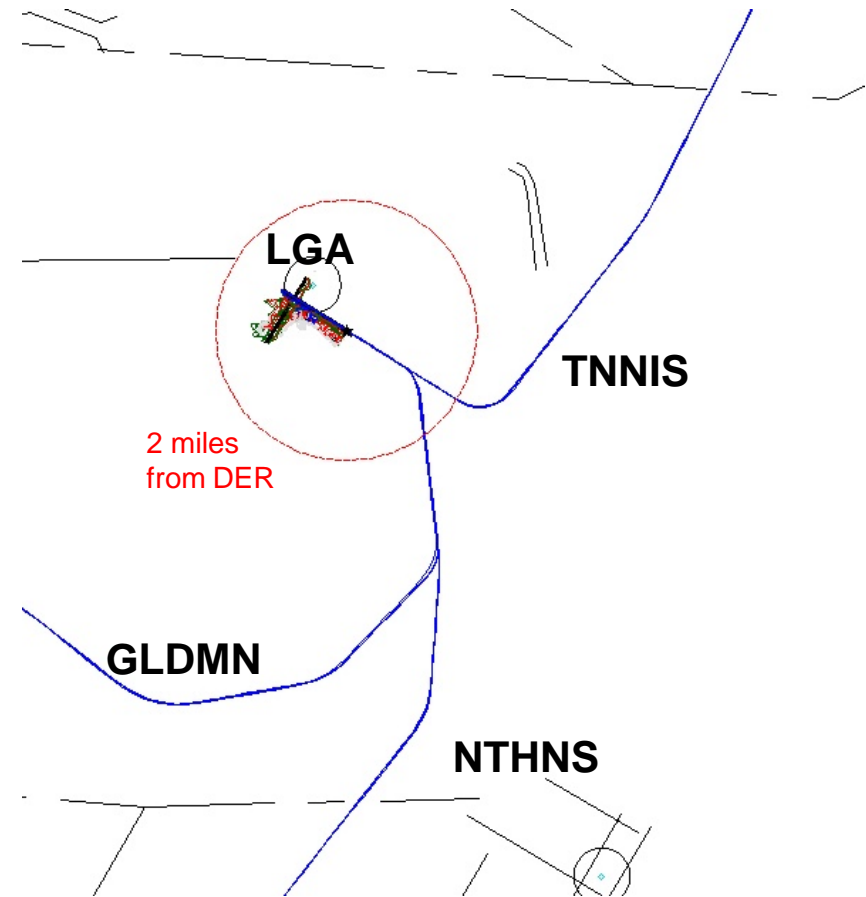 LGA
TNNIS
2 miles
from DER
GLDMN
NTHNS